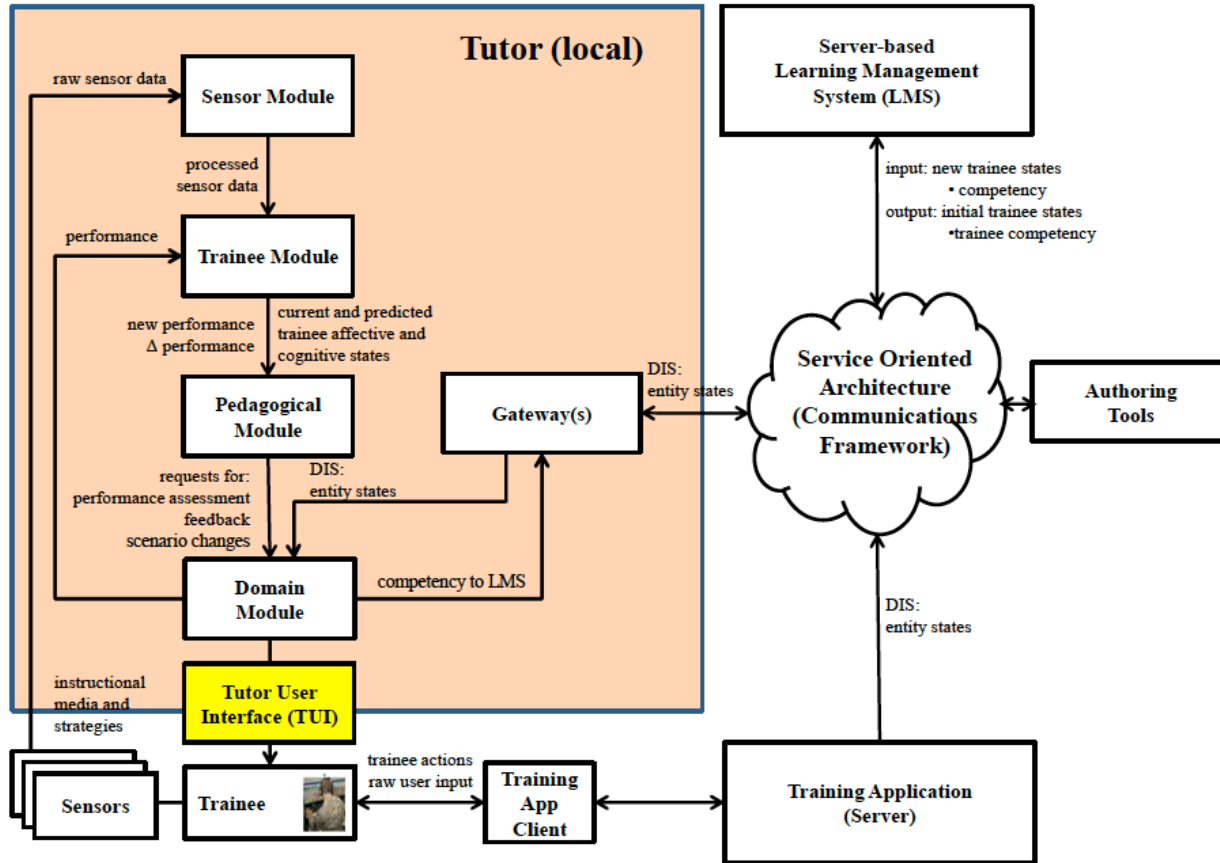 Tutor (local)
raw sensor data
Sensor Module
processed
sensor data
performance
Trainee Module
new performance
Δ performance
current and predicted
trainee affective and
cognitive states
Pedagogical
Module
requests for:
performance assessment
feedback
scenario changes
DIS:
entity states
Gateway(s)
DIS:
entity states
Domain
Module
competency to LMS
instructional
media and
strategies
Tutor User
Interface (TUI)
Sensors
Trainee
trainee actions
raw user input
Training
App
Client
Server-based
Learning Management
System (LMS)
input: new trainee states
• competency
output: initial trainee states
•trainee competency
Service Oriented
Architecture
(Communications
Framework)
Authoring
Tools
DIS:
entity states
Training Application
(Server)